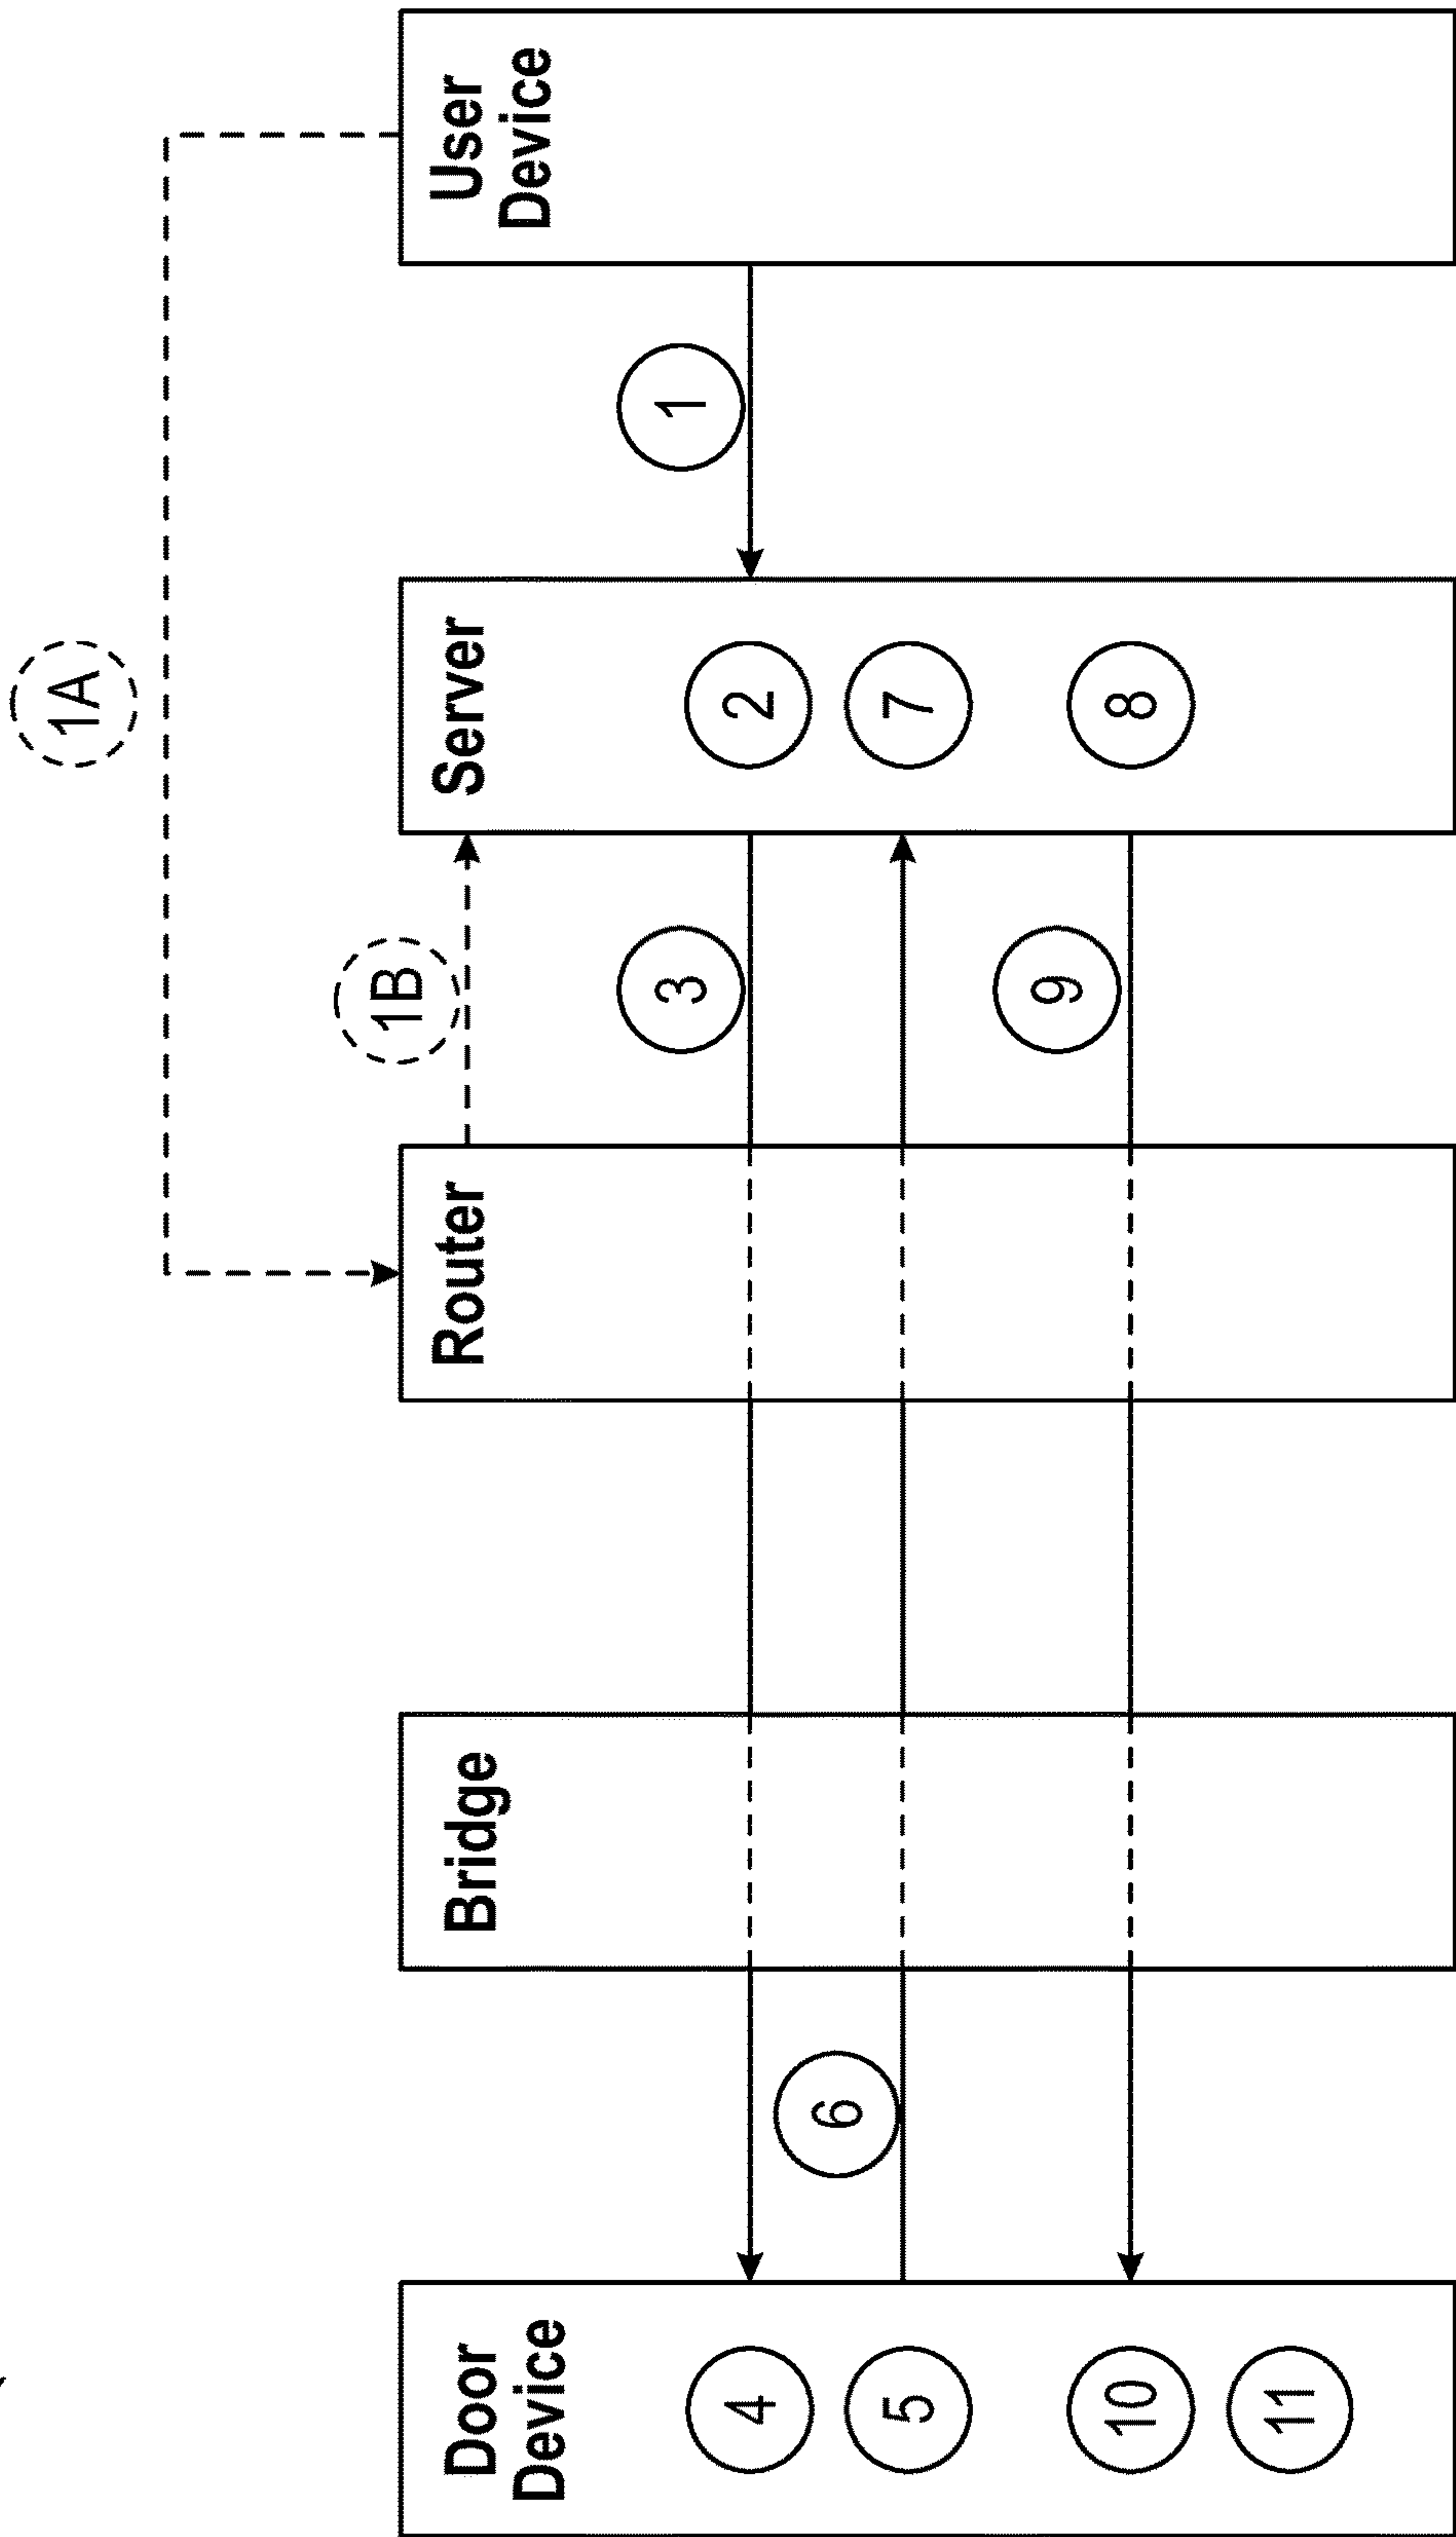 1A
Door
Device
Bridge
Router
Server
User
Device
1B
3
1
4
2
6
5
7
9
10
8
11